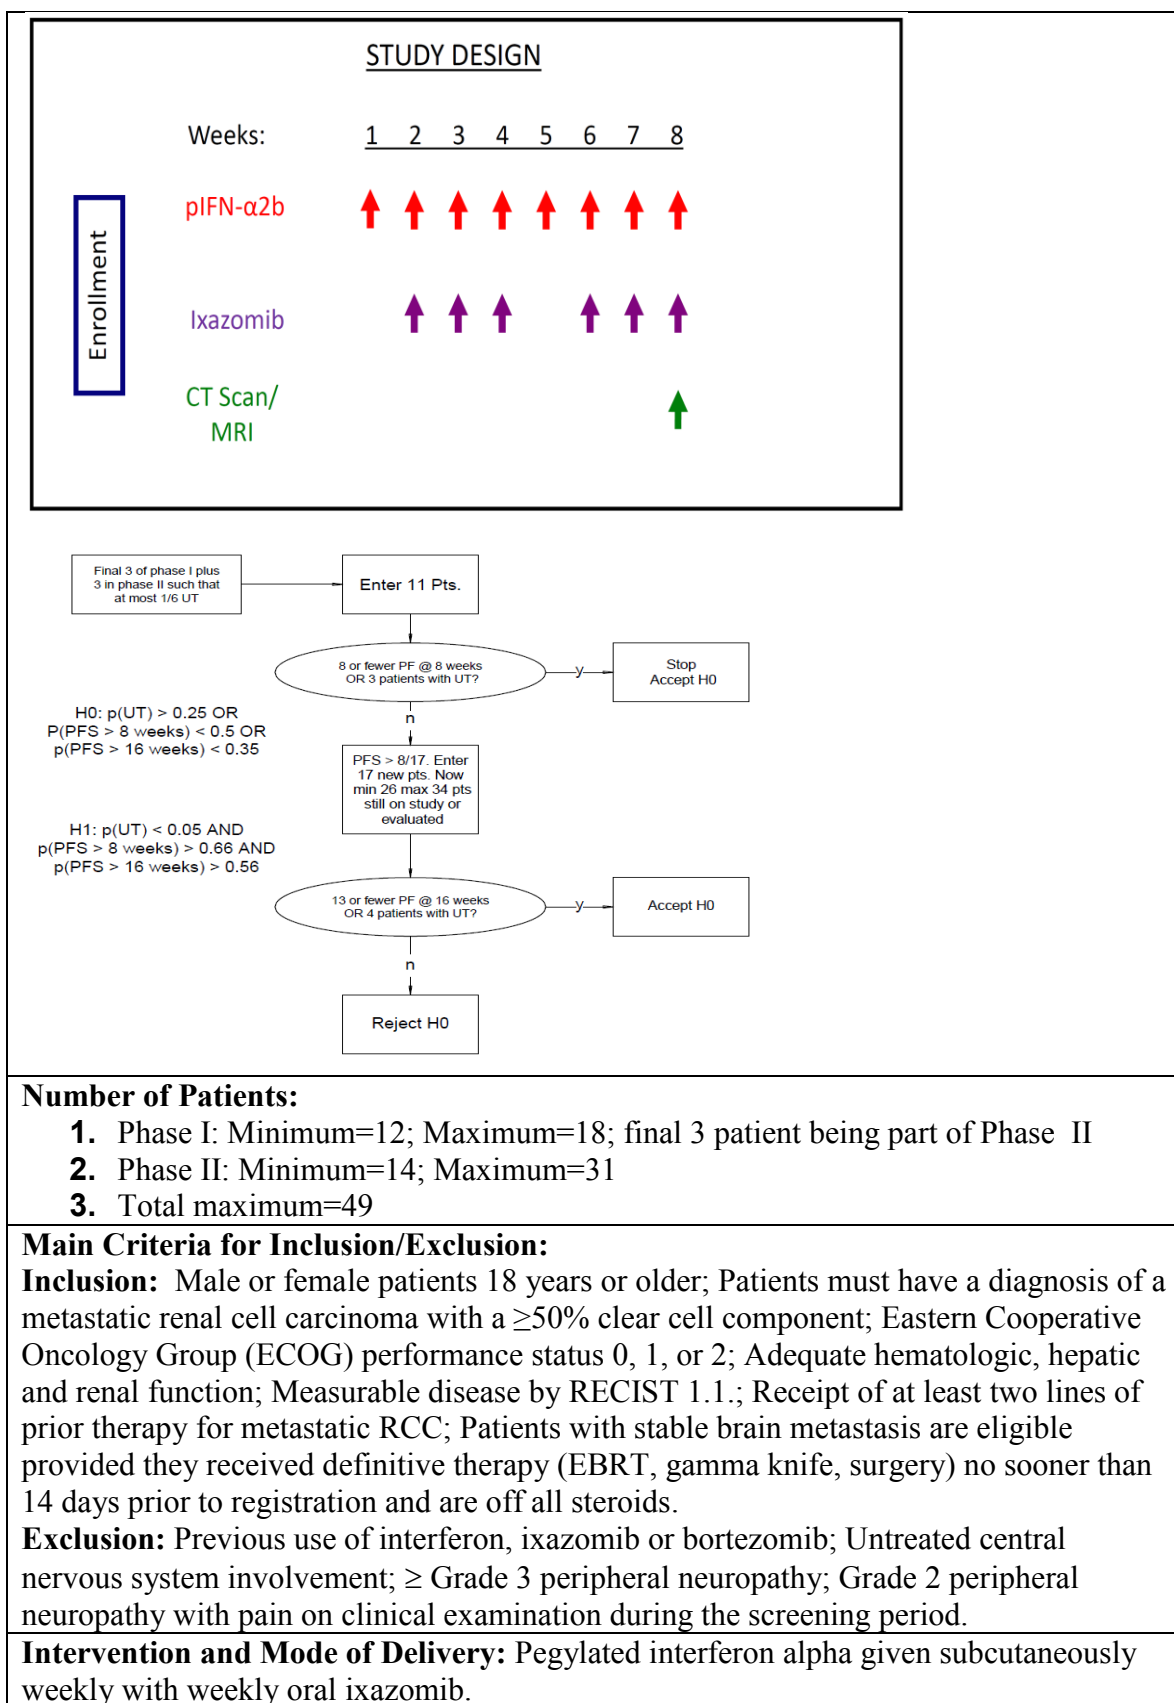 STUDY DESIGN
Weeks: 1 2 3 4 5 6 7 8
Enrollment
pIFN-α2b
Ixazomib
CT Scan/
MRI
Final 3 of phase I plus
3 in phase II such that
at most 1/6 UT
Enter 11 Pts.
8 or fewer PF @ 8 weeks
OR 3 patients with UT?
y
Stop
Accept H0
H0: p(UT) > 0.25 OR
P(PFS > 8 weeks) < 0.5 OR
p(PFS > 16 weeks) < 0.35
n
PFS > 8/17. Enter
17 new pts. Now
min 26 max 34 pts
still on study or
evaluated
H1: p(UT) < 0.05 AND
p(PFS > 8 weeks) > 0.66 AND
p(PFS > 16 weeks) > 0.56
13 or fewer PF @ 16 weeks
OR 4 patients with UT?
y
Accept H0
n
Reject H0
Number of Patients:
1. Phase I: Minimum=12; Maximum=18; final 3 patient being part of Phase II
2. Phase II: Minimum=14; Maximum=31
3. Total maximum=49
Main Criteria for Inclusion/Exclusion:
Inclusion: Male or female patients 18 years or older; Patients must have a diagnosis of a
metastatic renal cell carcinoma with a ≥50% clear cell component; Eastern Cooperative
Oncology Group (ECOG) performance status 0, 1, or 2; Adequate hematologic, hepatic
and renal function; Measurable disease by RECIST 1.1.; Receipt of at least two lines of
prior therapy for metastatic RCC; Patients with stable brain metastasis are eligible
provided they received definitive therapy (EBRT, gamma knife, surgery) no sooner than
14 days prior to registration and are off all steroids.
Exclusion: Previous use of interferon, ixazomib or bortezomib; Untreated central
nervous system involvement; ≥ Grade 3 peripheral neuropathy; Grade 2 peripheral
neuropathy with pain on clinical examination during the screening period.
Intervention and Mode of Delivery: Pegylated interferon alpha given subcutaneously
weekly with weekly oral ixazomib.